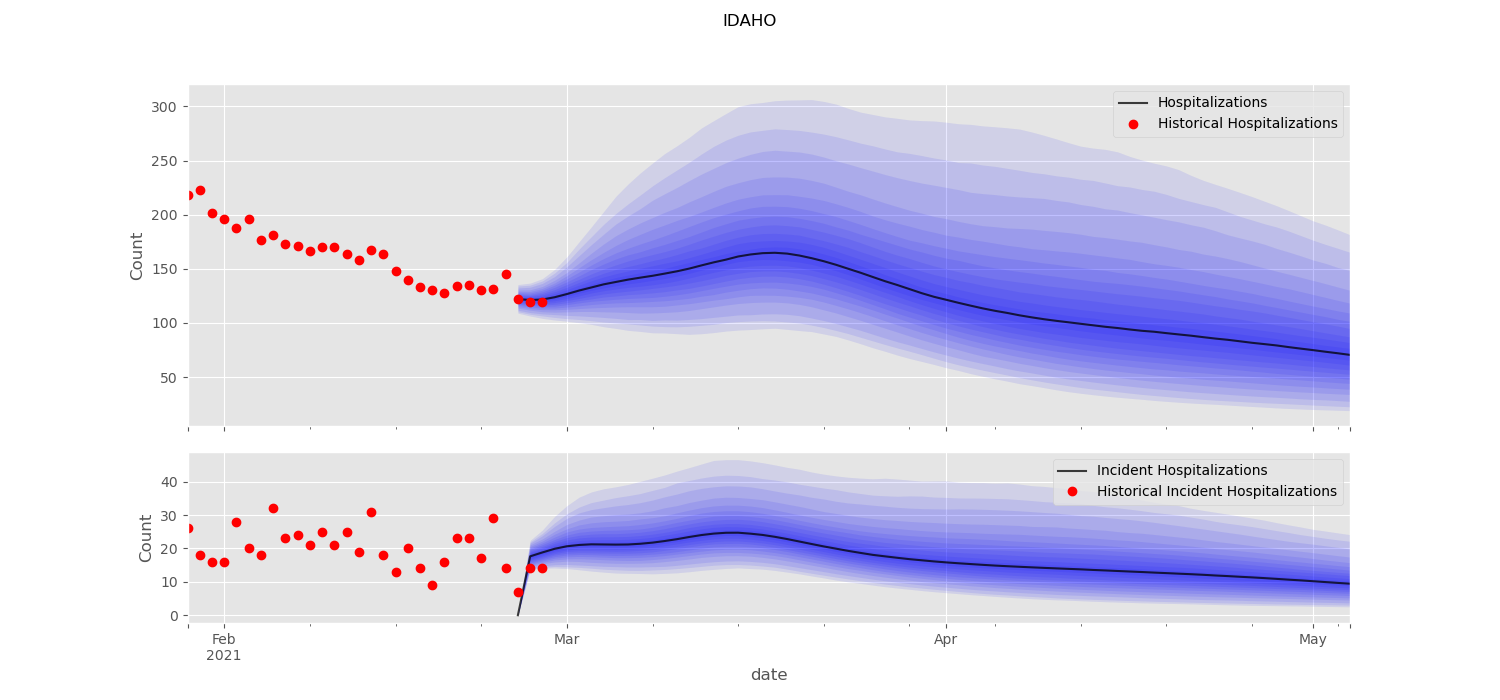 IDAHO
Hospitalizations
Historical Hospitalizations
Count
300
250
200
150
100
50
Incident Hospitalizations
Historical Incident Hospitalizations
Count
40
30
20
10
0
Feb
2021
Mar
Apr
May
date